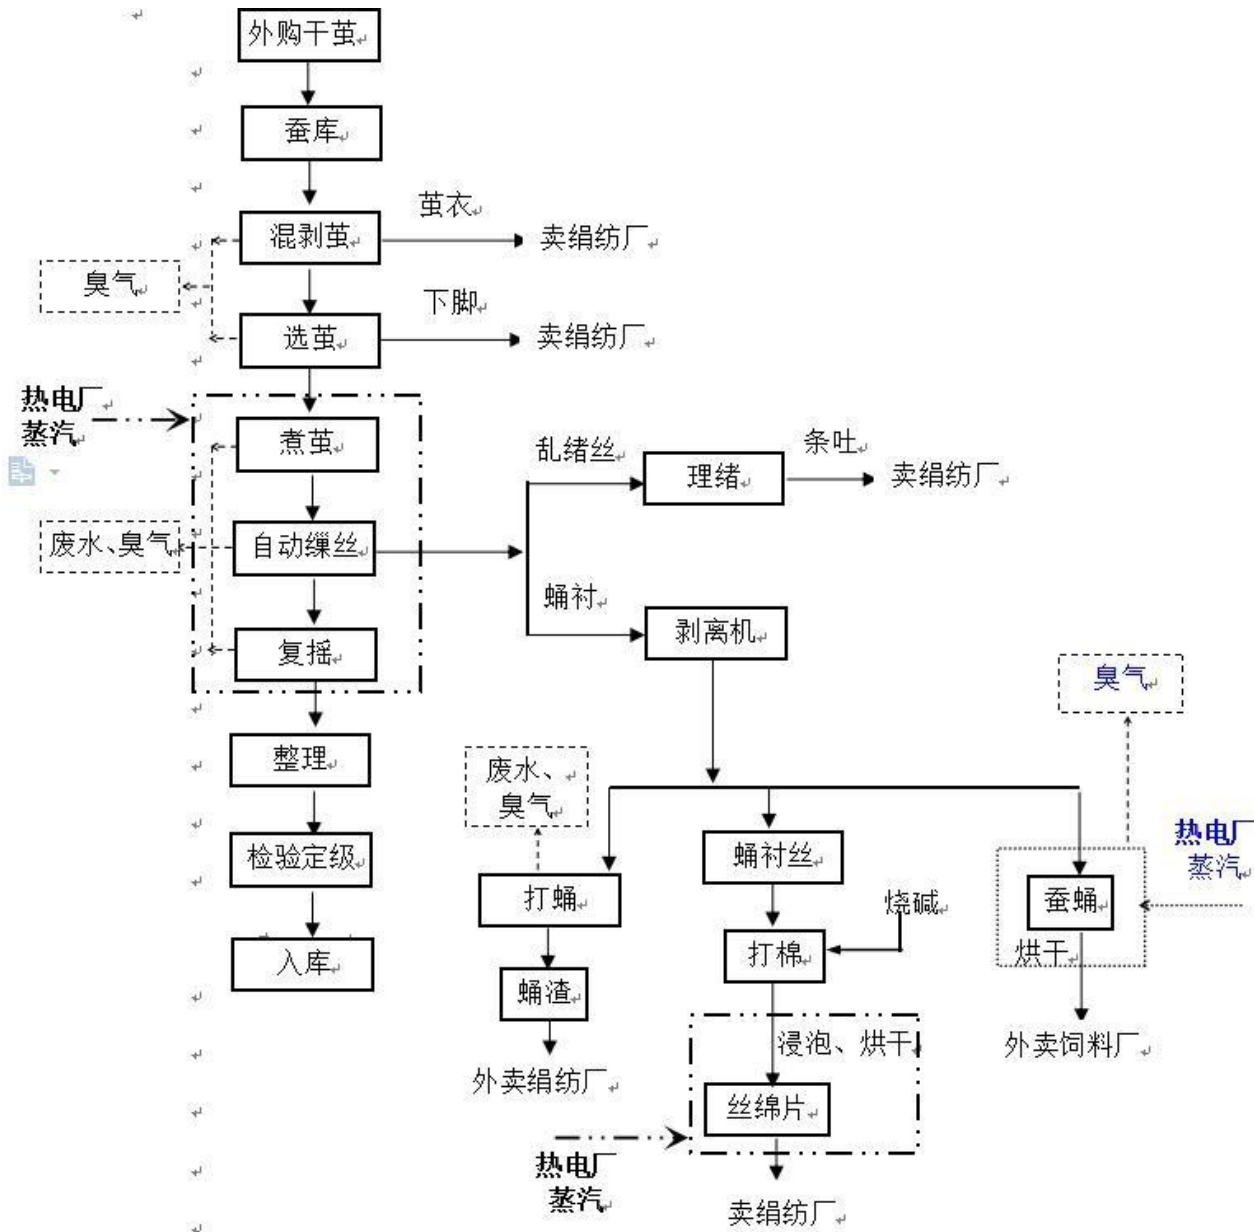 外购干茧
蚕库
茧衣
混剥茧
卖绢纺厂
臭气
下脚
选茧
卖绢纺厂
热电厂
蒸汽
煮茧
乱绪丝
条吐
理绪
卖绢纺厂
废水、臭气
自动缫丝
蛹衬
剥离机
复摇
臭气
整理
废水、
臭气
热电厂
蒸汽
检验定级
蛹衬丝
打蛹
烧碱
蚕蛹
入库
打棉
烘干
蛹渣
浸泡、烘干
外卖饲料厂
外卖绢纺厂
丝绵片
热电厂
蒸汽
卖绢纺厂